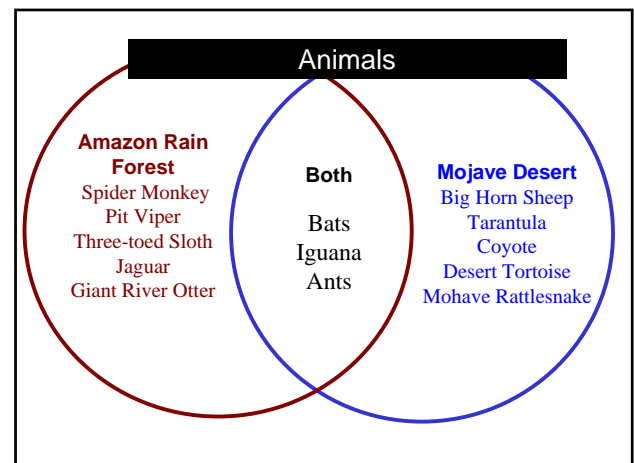 Animals
Amazon Rain
Forest
Spider Monkey
Pit Viper
Three-toed Sloth
Jaguar
Giant River Otter
Both
Bats
Iguana
Ants
Mojave Desert
Big Horn Sheep
Tarantula
Coyote
Desert Tortoise
Mohave Rattlesnake